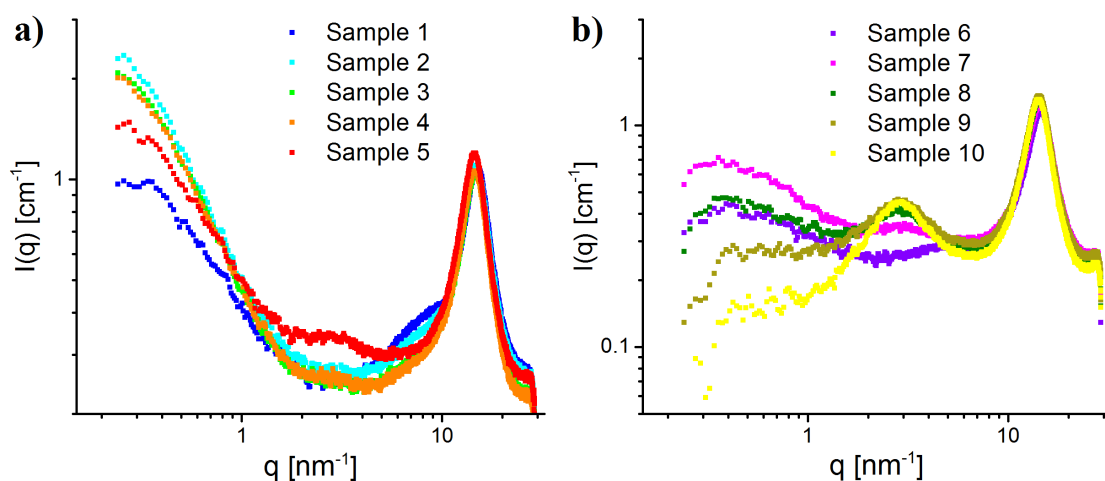 a)
Sample 1
Sample 2
Sample 3
Sample 4
Sample 5
I(q) [cm⁻¹]
1
1
10
q [nm⁻¹]
b)
Sample 6
Sample 7
Sample 8
Sample 9
Sample 10
I(q) [cm⁻¹]
1
0.1
1
10
q [nm⁻¹]